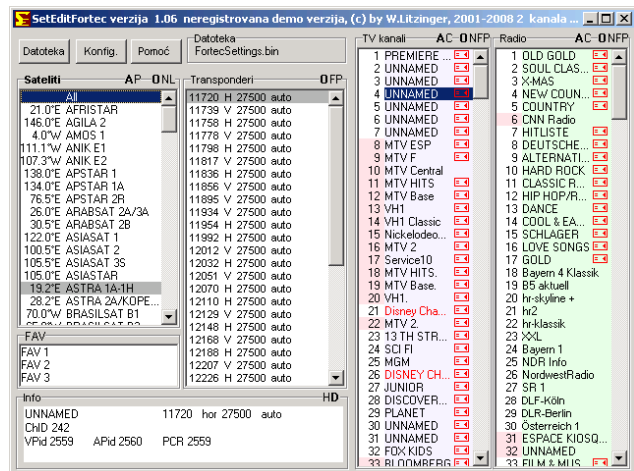 SetEditFortec verzija 1.06 neregistrovana demo verzija, (c) by W.Litzinger, 2001-2008 2 kanala ...
Datoteka
Konfig.
Pomoć
Datoteka
FortecSettings.bin
Sateliti AP ONL
All
21.0°E AFRISTAR
146.0°E AGILA 2
4.0°W AMOS 1
111.1°W ANIK E1
107.3°W ANIK E2
138.0°E APSTAR 1
134.0°E APSTAR 1A
76.5°E APSTAR 2R
26.0°E ARABSAT 2A/3A
30.5°E ARABSAT 2B
122.0°E ASIASAT 1
100.5°E ASIASAT 2
105.5°E ASIASAT 3S
105.0°E ASIASTAR
19.2°E ASTRA 1A-1H
28.2°E ASTRA 2A/KOPE...
70.0°W BRASILSAT B1
Transponderi OFP
11720 H 27500 auto
11739 V 27500 auto
11758 H 27500 auto
11778 V 27500 auto
11798 H 27500 auto
11817 V 27500 auto
11836 H 27500 auto
11856 V 27500 auto
11895 V 27500 auto
11934 V 27500 auto
11954 H 27500 auto
11992 H 27500 auto
12012 V 27500 auto
12032 H 27500 auto
12051 V 27500 auto
12070 H 27500 auto
12090 V 27500 auto
12110 H 27500 auto
12129 V 27500 auto
12148 H 27500 auto
12168 V 27500 auto
12188 H 27500 auto
12207 V 27500 auto
12226 H 27500 auto
FAV
FAV 1
FAV 2
FAV 3
Info HD
UNNAMED 11720 hor 27500 auto
ChID 242
VPid 2559 APid 2560 PCR 2559
TV kanali AC-ONFP
1 PREMIERE ...
2 UNNAMED
3 UNNAMED
4 UNNAMED
5 UNNAMED
6 UNNAMED
7 UNNAMED
8 MTV ESP
9 MTV F
10 MTV Central
11 MTV HITS
12 MTV Base
13 VH1
14 VH1 Classic
15 Nickelodeo...
16 MTV 2
17 Service10
18 MTV HITS.
19 MTV Base.
20 VH1.
21 Disney Cha...
22 MTV 2.
23 13 TH STR...
24 SCI FI
25 MGM
26 DISNEY CH...
27 JUNIOR
28 DISCOVER...
29 PLANET
30 UNNAMED
31 UNNAMED
32 FOX KIDS
33 BLOOMBERG
Radio AC-ONFP
1 OLD GOLD
2 SOUL CLAS...
3 X-MAS
4 NEW COUN...
5 COUNTRY
6 CNN Radio
7 HITLISTE
8 DEUTSCHE...
9 ALTERNATI...
10 HARD ROCK
11 CLASSIC R...
12 HIP HOP/R...
13 DANCE
14 COOL & EA...
15 SCHLAGER
16 LOVE SONGS
17 GOLD
18 Bayern 4 Klassik
19 B5 aktuell
20 hr-skyline +
21 hr2
22 hr-klassik
23 XXL
24 Bayern 1
25 NDR Info
26 NordwestRadio
27 SR 1
28 DLF-Köln
29 DLR-Berlin
30 Österreich 1
31 ESPACE KIOSQ...
32 UNNAMED
33 FILM & MUS...